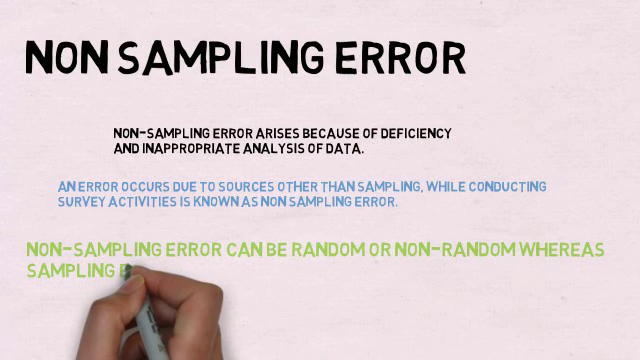 NON SAMPLING ERROR
NON-SAMPLING ERROR ARISES BECAUSE OF DEFICIENCY
AND INAPPROPRIATE ANALYSIS OF DATA.
AN ERROR OCCURS DUE TO SOURCES OTHER THAN SAMPLING, WHILE CONDUCTING
SURVEY ACTIVITIES IS KNOWN AS NON SAMPLING ERROR.
NON-SAMPLING ERROR CAN BE RANDOM OR NON-RANDOM WHEREAS
SAMPLING